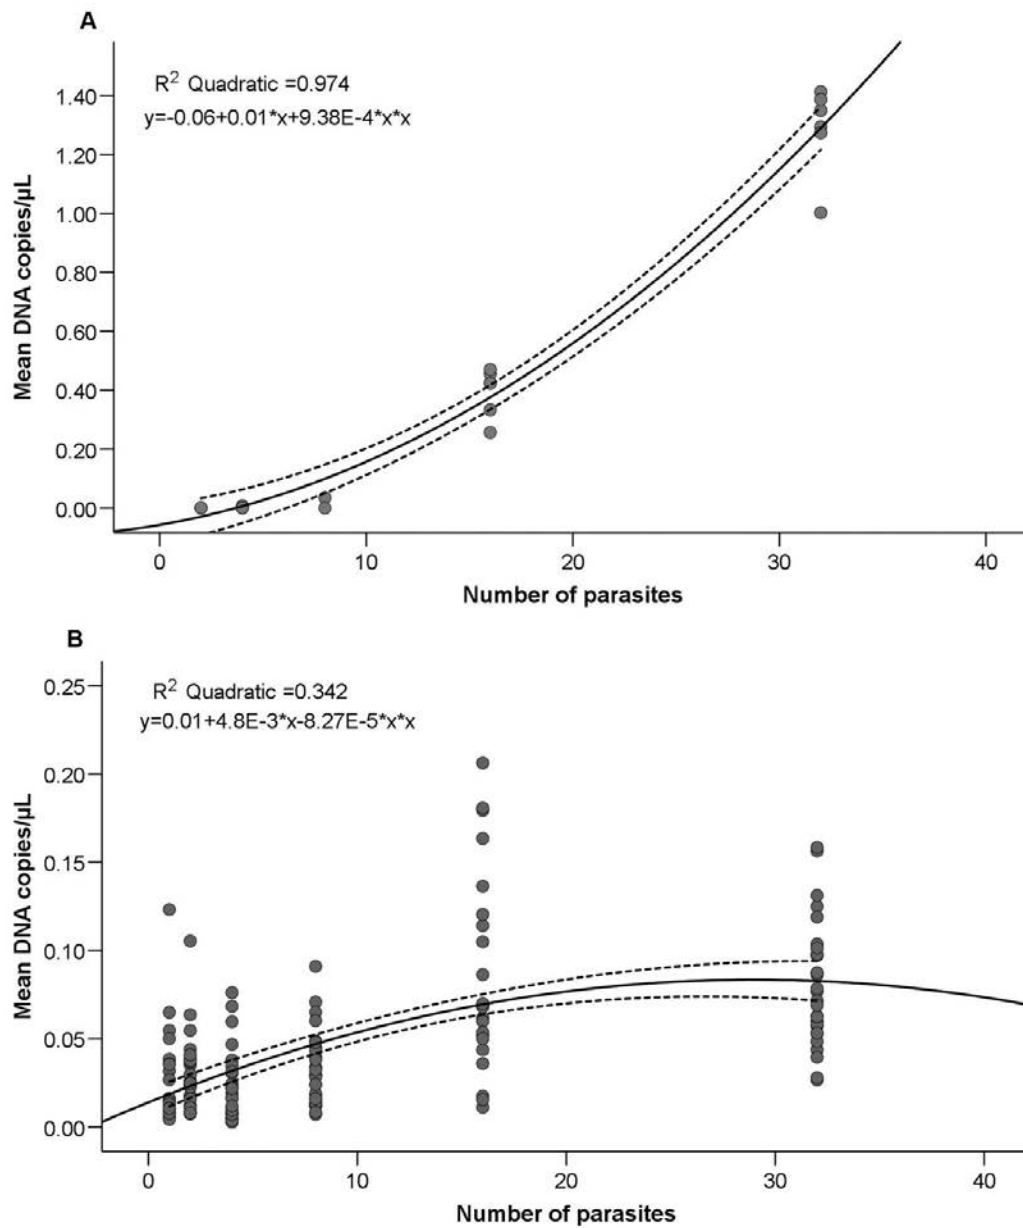 A
R² Quadratic =0.974
y=-0.06+0.01*x+9.38E-4*x*x
Mean DNA copies/µL
1.40
1.20
1.00
0.80
0.60
0.40
0.20
0.00
0 10 20 30 40
Number of parasites
B
R² Quadratic =0.342
y=0.01+4.8E-3*x-8.27E-5*x*x
Mean DNA copies/µL
0.25
0.20
0.15
0.10
0.05
0.00
0 10 20 30 40
Number of parasites